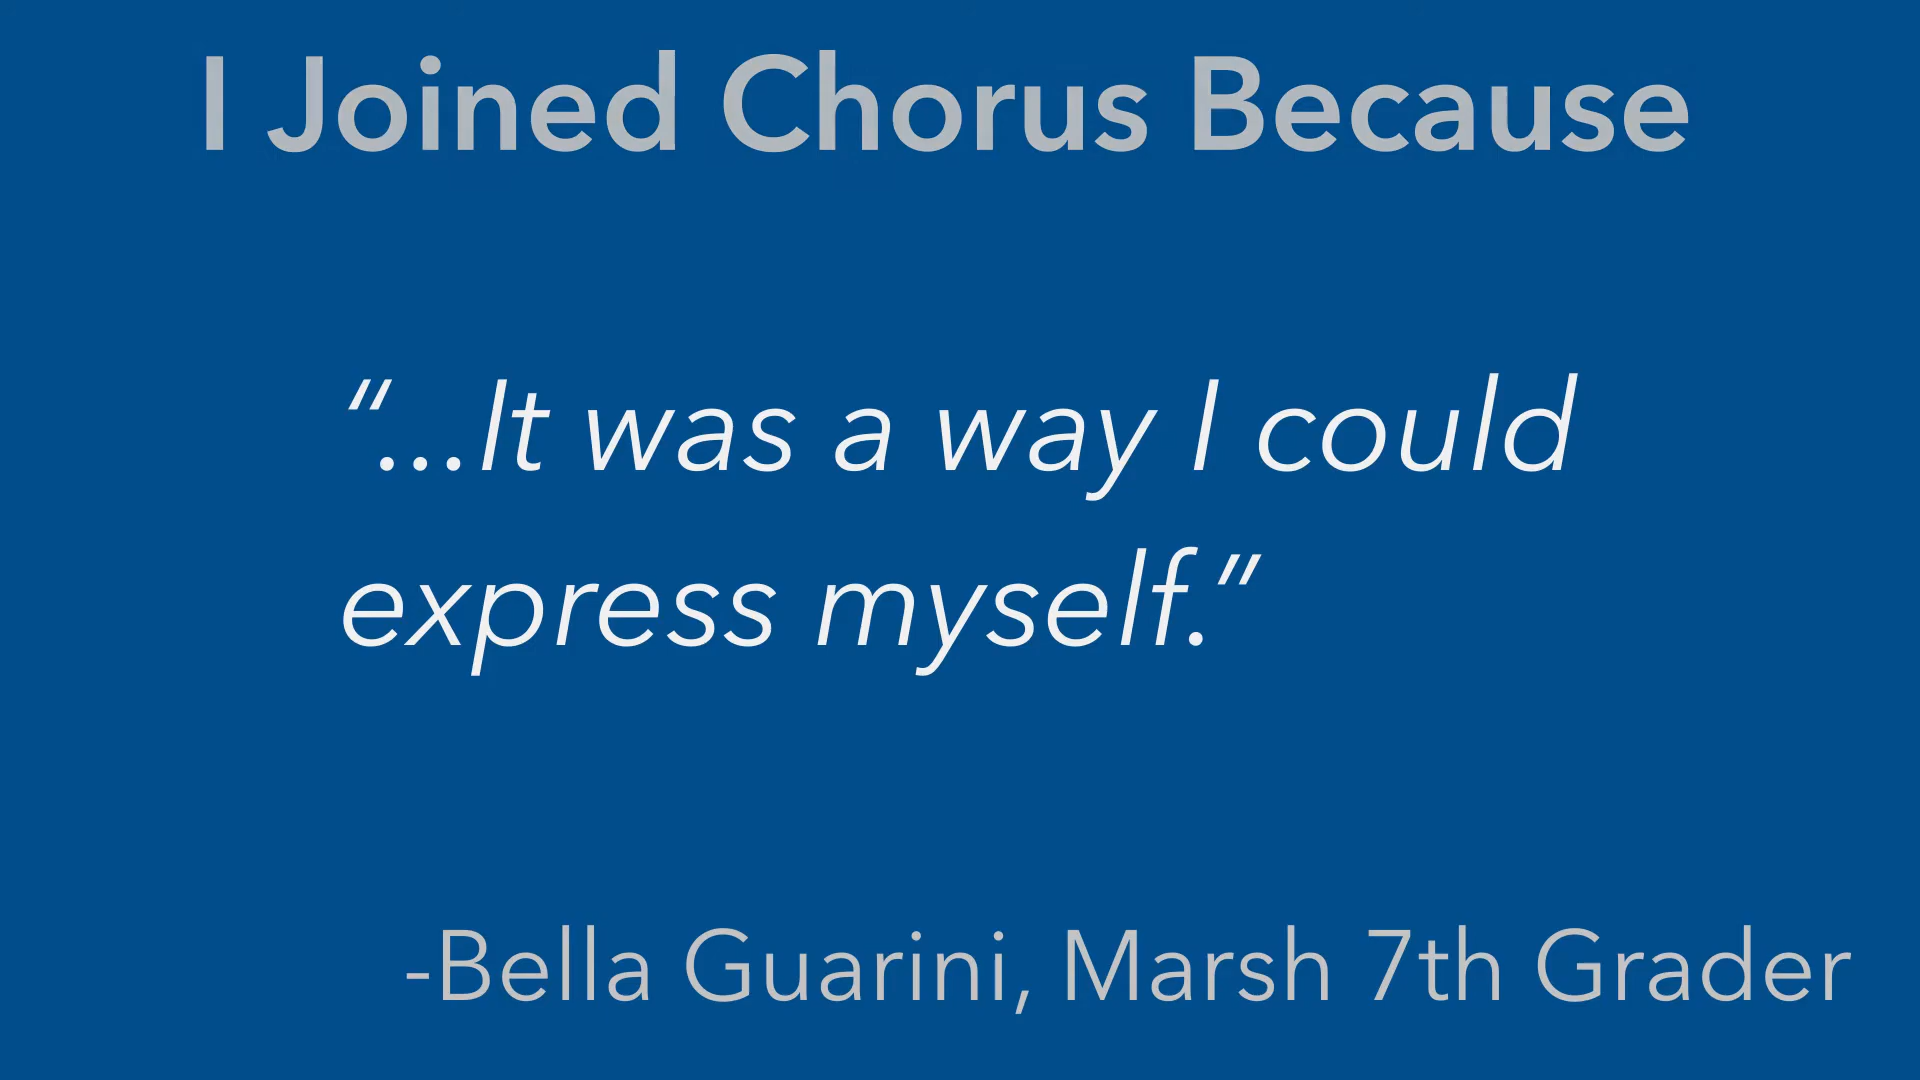 I Joined Chorus Because
“...It was a way I could
express myself.”
-Bella Guarini, Marsh 7th Grader